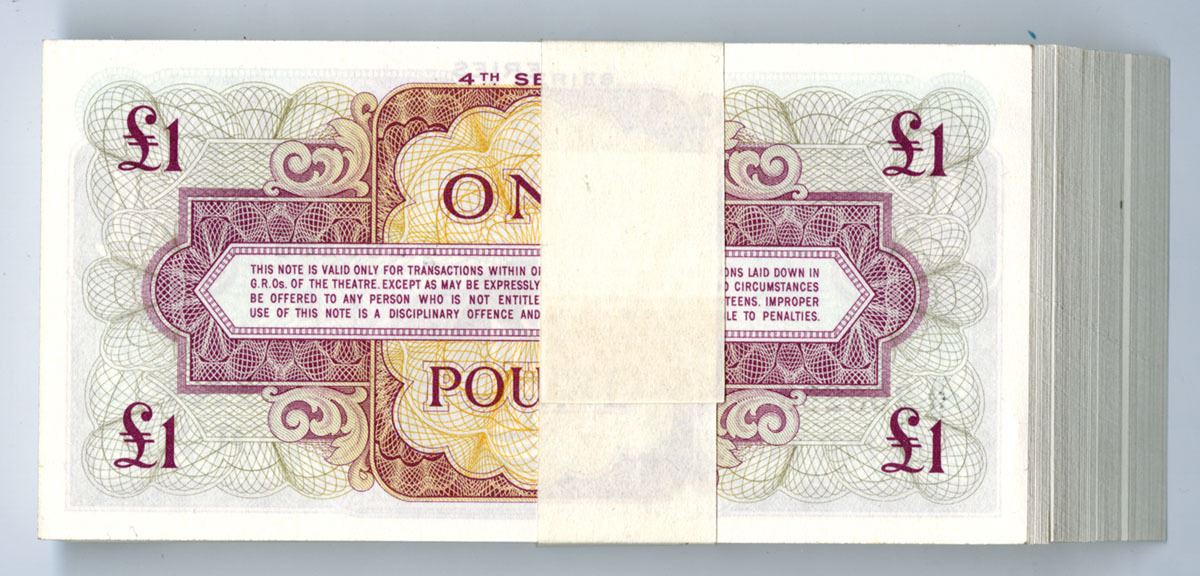 4TH SE
£1 £1
ON
THIS NOTE IS VALID ONLY FOR TRANSACTIONS WITHIN O ONS LAID DOWN IN
G.R.Os. OF THE THEATRE. EXCEPT AS MAY BE EXPRESSLY CIRCUMSTANCES
BE OFFERED TO ANY PERSON WHO IS NOT ENTITLE TEENS. IMPROPER
USE OF THIS NOTE IS A DISCIPLINARY OFFENCE AND LE TO PENALTIES.
POU
£1 £1